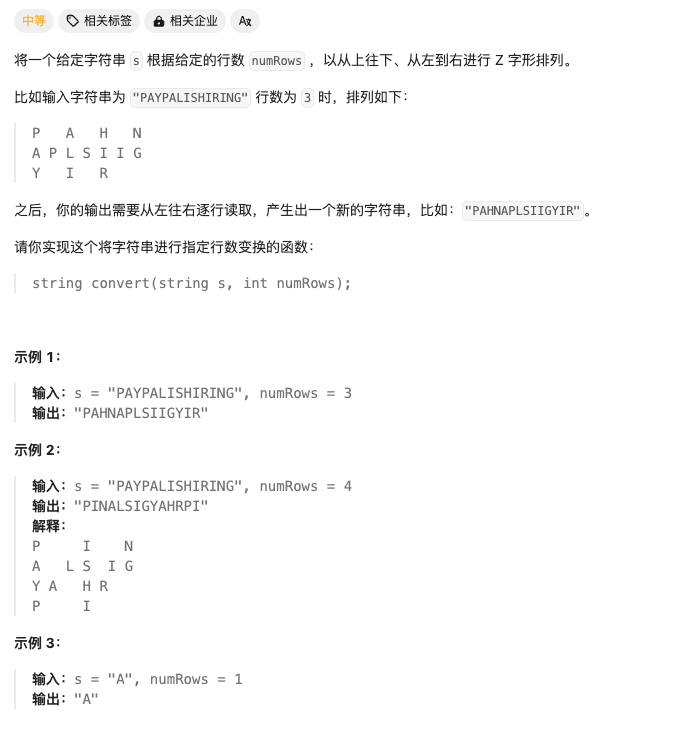 中等 相关标签 相关企业
将一个给定字符串 s 根据给定的行数 numRows ，以从上往下、从左到右进行 Z 字形排列。
比如输入字符串为 "PAYPALISHIRING" 行数为 3 时，排列如下：
P   A   H   N
A P L S I I G
Y   I   R
之后，你的输出需要从左往右逐行读取，产生出一个新的字符串，比如："PAHNAPLSIIGYIR"。
请你实现这个将字符串进行指定行数变换的函数：
string convert(string s, int numRows);
示例 1：
输入：s = "PAYPALISHIRING", numRows = 3
输出："PAHNAPLSIIGYIR"
示例 2：
输入：s = "PAYPALISHIRING", numRows = 4
输出："PINALSIGYAHRPI"
解释：
P     I    N
A   L S  I G
Y A   H R
P     I
示例 3：
输入：s = "A", numRows = 1
输出："A"